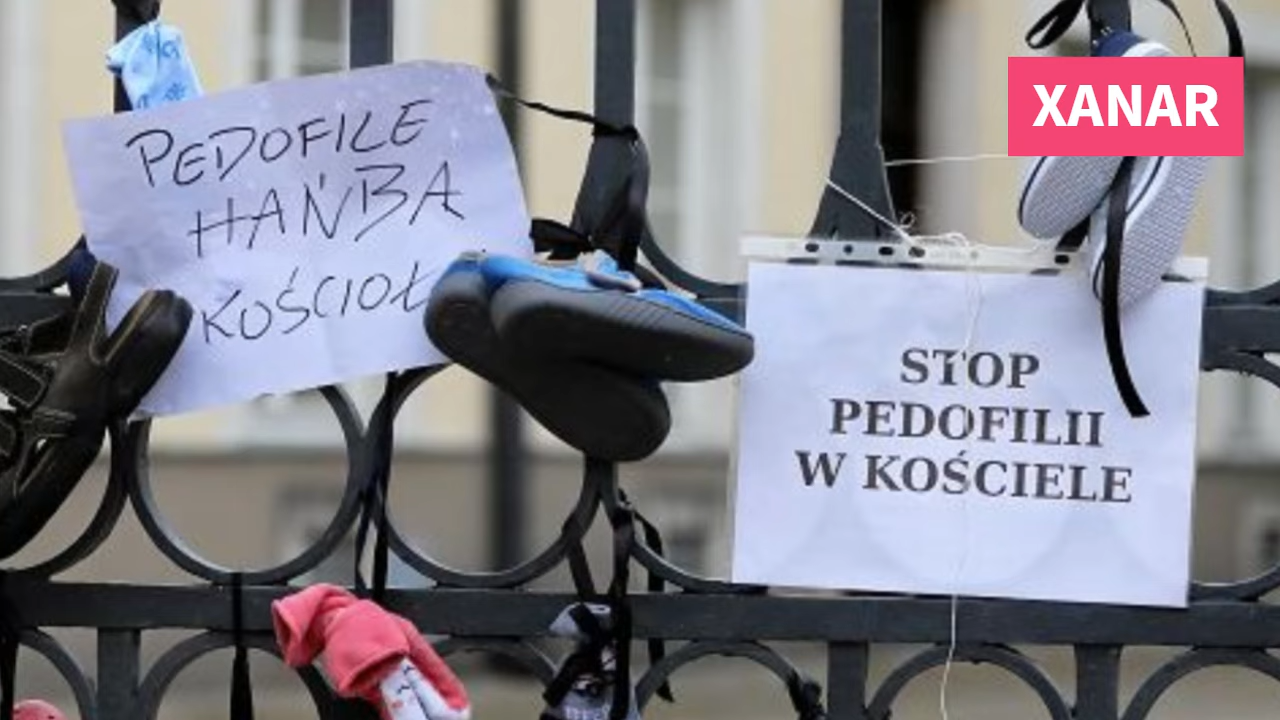 XANAR
PEDOFILE
HAŃBA
KOŚCIOŁ
STOP
PEDOFILII
W KOŚCIELE